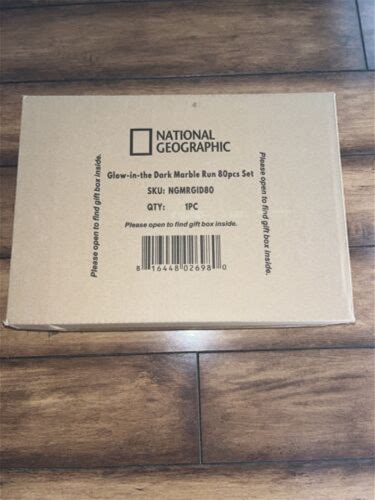 NATIONAL
GEOGRAPHIC
Glow-in-the Dark Marble Run 80pcs Set
SKU: NGMRGID80
QTY: 1PC
Please open to find gift box inside.
Please open to find gift box inside.
Please open to find gift box inside.
8 16448 02698 0